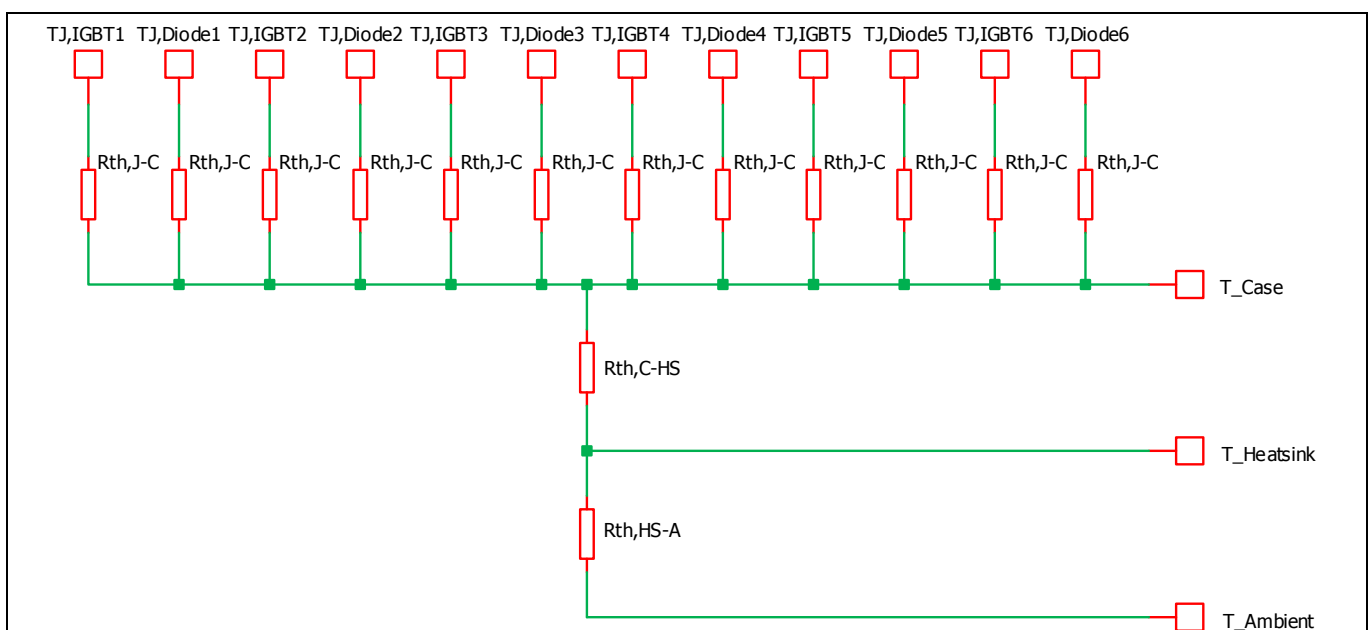 TJ,IGBT1 TJ,Diode1 TJ,IGBT2 TJ,Diode2 TJ,IGBT3 TJ,Diode3 TJ,IGBT4 TJ,Diode4 TJ,IGBT5 TJ,Diode5 TJ,IGBT6 TJ,Diode6
Rth,J-C Rth,J-C Rth,J-C Rth,J-C Rth,J-C Rth,J-C Rth,J-C Rth,J-C Rth,J-C Rth,J-C Rth,J-C Rth,J-C
T_Case
Rth,C-HS
T_Heatsink
Rth,HS-A
T_Ambient